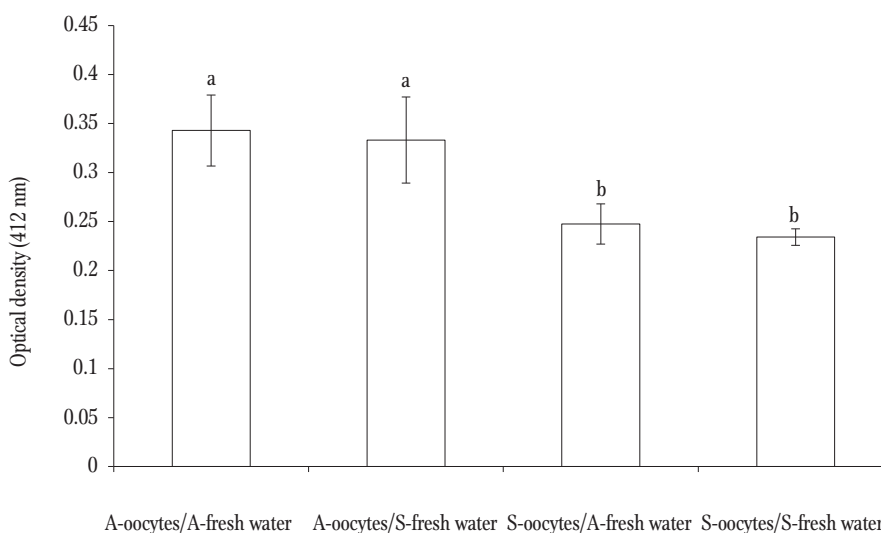 0.45
0.4
0.35
0.3
0.25
0.2
0.15
0.1
0.05
0
Optical density (412 nm)
a
a
b
b
A-oocytes/A-fresh water A-oocytes/S-fresh water S-oocytes/A-fresh water S-oocytes/S-fresh water